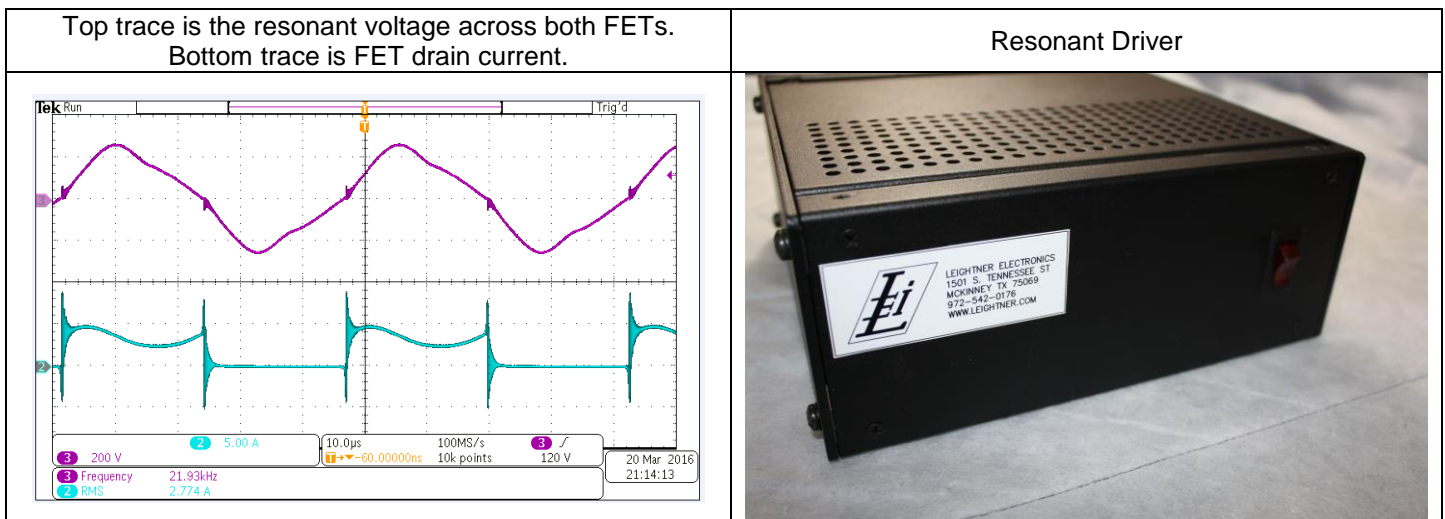 Top trace is the resonant voltage across both FETs.
Bottom trace is FET drain current.
Resonant Driver
Tek Run
Trig'd
T
T
3
2
2 5.00 A
3 200 V
10.0µs
T→▼-60.00000ns
100MS/s
10k points
3 ∫
120 V
3 Frequency 21.93kHz
2 RMS 2.774 A
20 Mar 2016
21:14:13
LEi
LEIGHTNER ELECTRONICS
1501 S. TENNESSEE ST
MCKINNEY TX 75069
972-542-0176
WWW.LEIGHTNER.COM